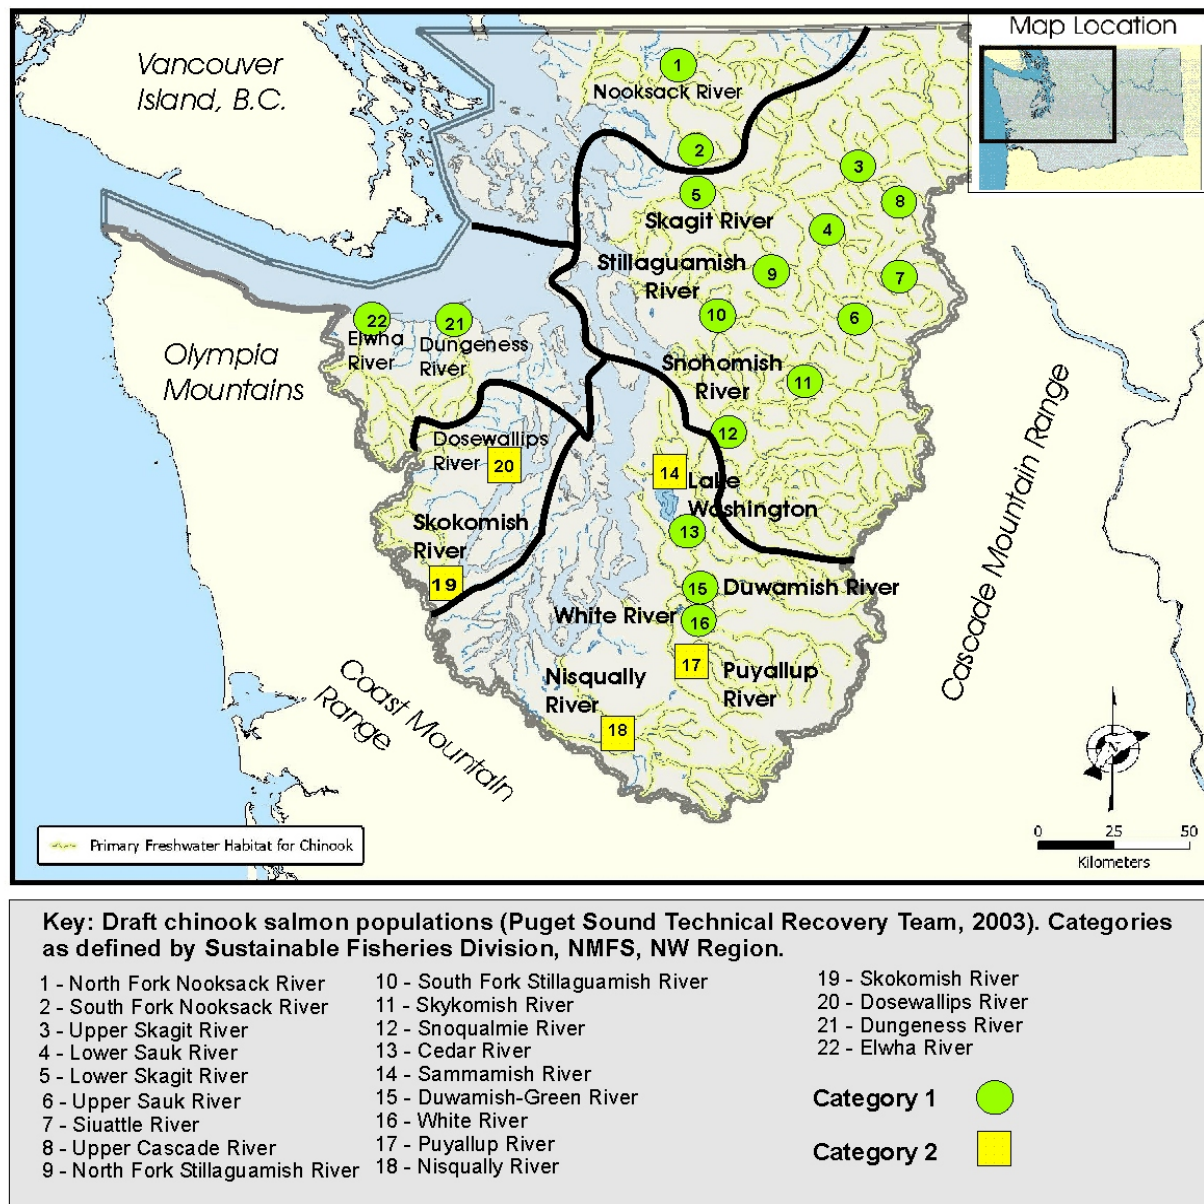 Map Location
Vancouver
Island, B.C.
1
Nooksack River
2
3
5
8
Skagit River
4
Stillaguamish
River
9
7
10
6
22
21
Elwha
River
Dungeness
River
Olympia
Mountains
Snohomish
River
11
12
Dosewallips
River
20
14
Lake
Washington
13
Skokomish
River
19
15
Duwamish River
White River
16
17
Puyallup
River
Nisqually
River
18
Coast Mountain
Range
Cascade Mountain Range
N
0 25 50
Kilometers
Primary Freshwater Habitat for Chinook
Key: Draft chinook salmon populations (Puget Sound Technical Recovery Team, 2003). Categories
as defined by Sustainable Fisheries Division, NMFS, NW Region.
1 - North Fork Nooksack River
2 - South Fork Nooksack River
3 - Upper Skagit River
4 - Lower Sauk River
5 - Lower Skagit River
6 - Upper Sauk River
7 - Siuattle River
8 - Upper Cascade River
9 - North Fork Stillaguamish River
10 - South Fork Stillaguamish River
11 - Skykomish River
12 - Snoqualmie River
13 - Cedar River
14 - Sammamish River
15 - Duwamish-Green River
16 - White River
17 - Puyallup River
18 - Nisqually River
19 - Skokomish River
20 - Dosewallips River
21 - Dungeness River
22 - Elwha River
Category 1
Category 2